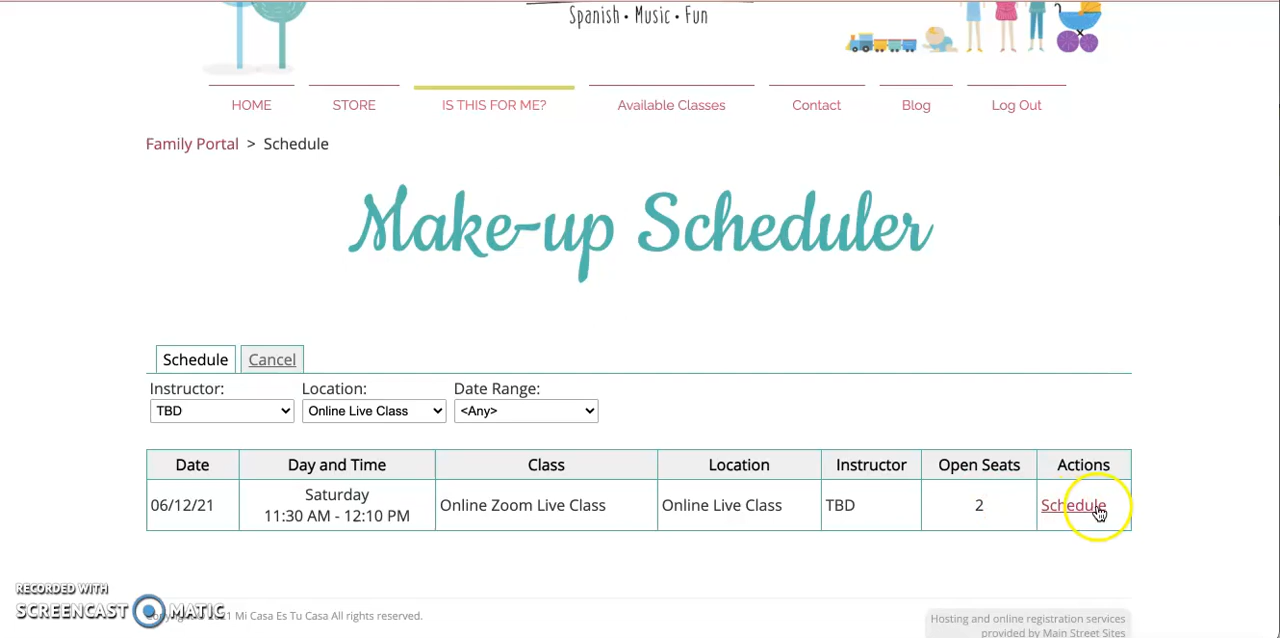 Spanish • Music • Fun
HOME STORE IS THIS FOR ME? Available Classes Contact Blog Log Out
Family Portal > Schedule
Make-up Scheduler
Schedule Cancel
Instructor: Location: Date Range:
TBD Online Live Class <Any>
Date Day and Time Class Location Instructor Open Seats Actions
06/12/21 Saturday 11:30 AM - 12:10 PM Online Zoom Live Class Online Live Class TBD 2 Schedule
RECORDED WITH
SCREENCAST MATIC
2021 Mi Casa Es Tu Casa All rights reserved.
Hosting and online registration services
provided by Main Street Sites